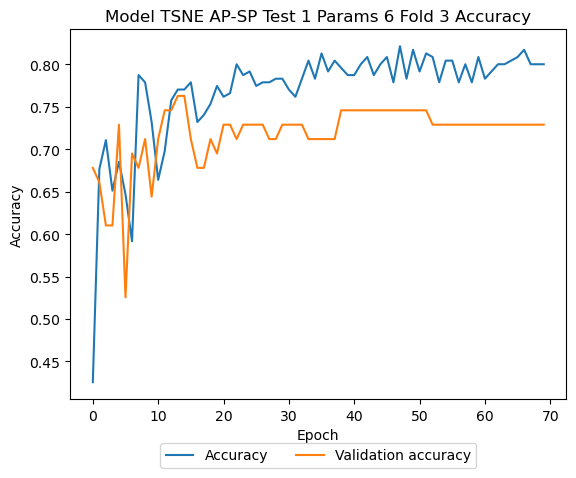 Model TSNE AP-SP Test 1 Params 6 Fold 3 Accuracy
0.80
0.75
0.70
0.65
0.60
0.55
0.50
0.45
Accuracy
0 10 20 30 40 50 60 70
Epoch
Accuracy Validation accuracy